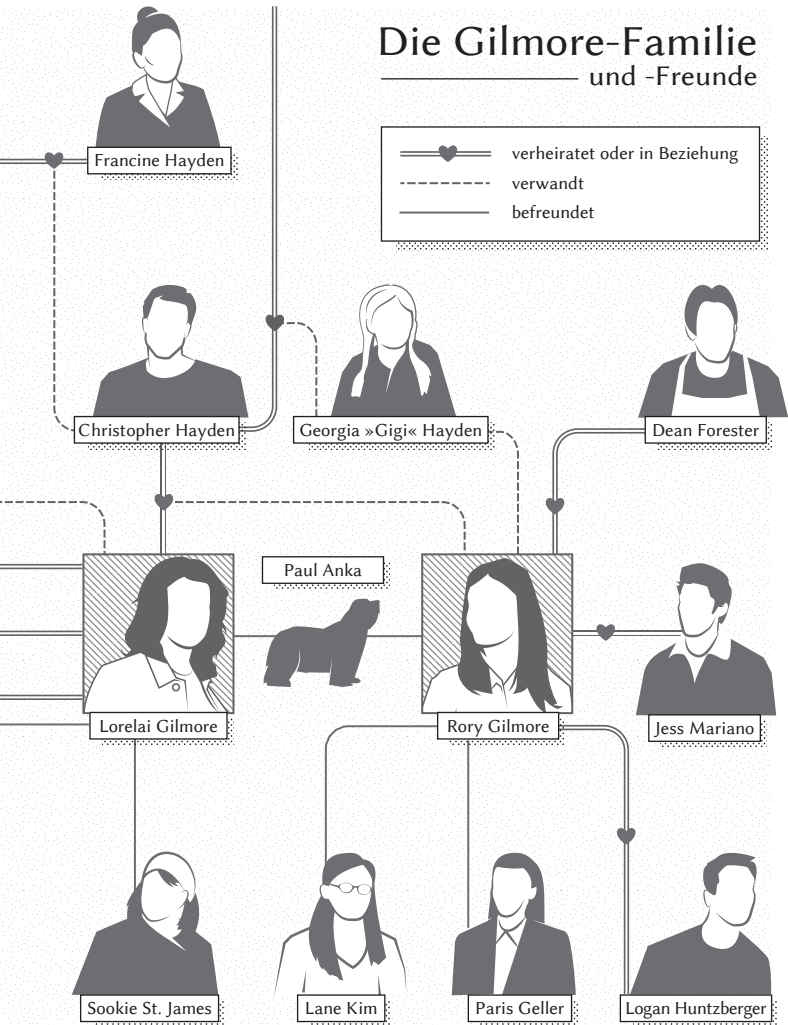 Die Gilmore-Familie
und -Freunde
verheiratet oder in Beziehung
verwandt
befreundet
Francine Hayden
Christopher Hayden
Georgia »Gigi« Hayden
Dean Forester
Paul Anka
Lorelai Gilmore
Rory Gilmore
Jess Mariano
Sookie St. James
Lane Kim
Paris Geller
Logan Huntzberger